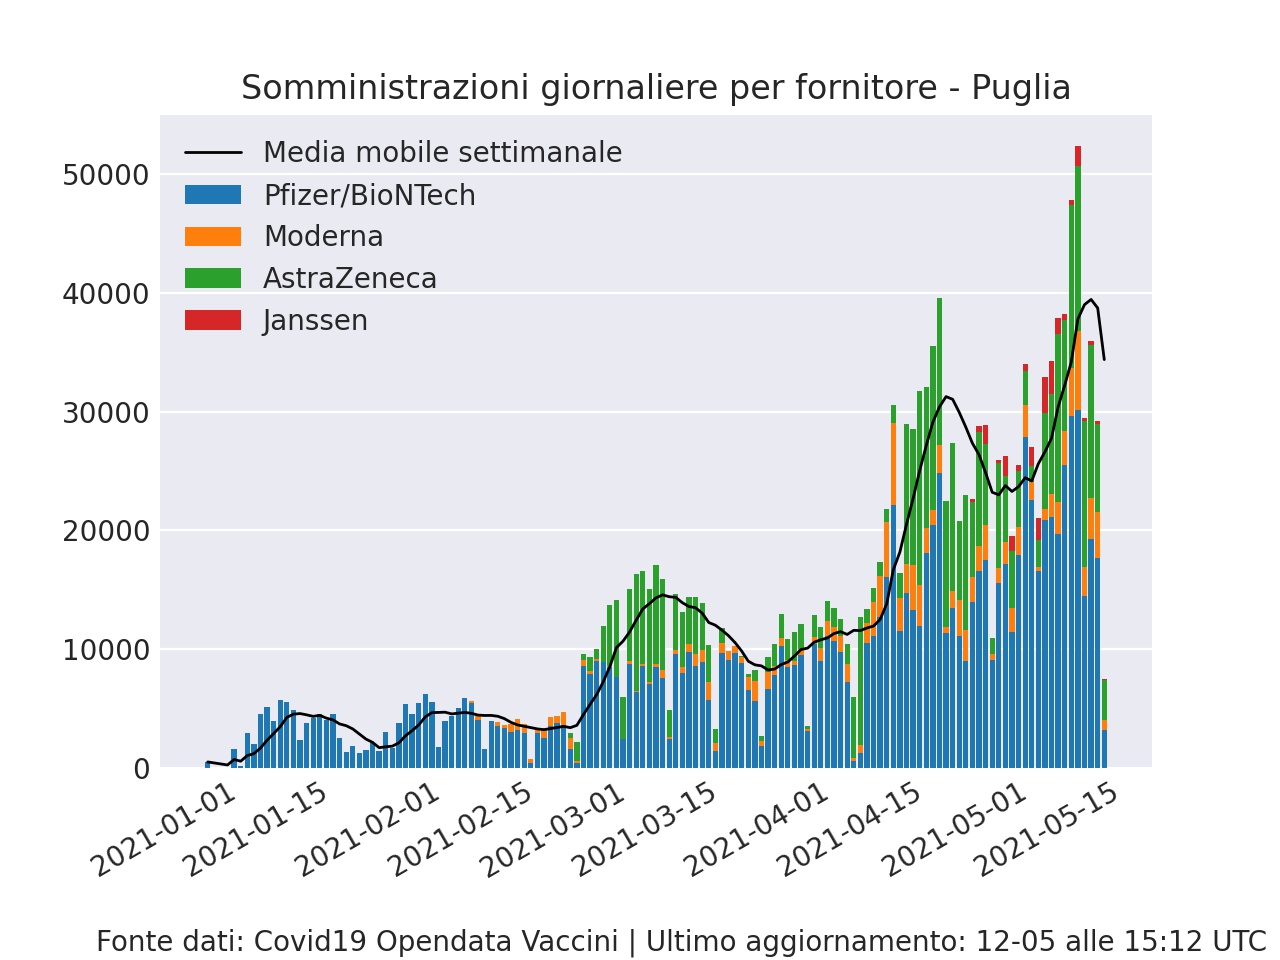 Somministrazioni giornaliere per fornitore - Puglia
Media mobile settimanale
Pfizer/BioNTech
Moderna
AstraZeneca
Janssen
50000
40000
30000
20000
10000
0
2021-01-01
2021-01-15
2021-02-01
2021-02-15
2021-03-01
2021-03-15
2021-04-01
2021-04-15
2021-05-01
2021-05-15
Fonte dati: Covid19 Opendata Vaccini | Ultimo aggiornamento: 12-05 alle 15:12 UTC